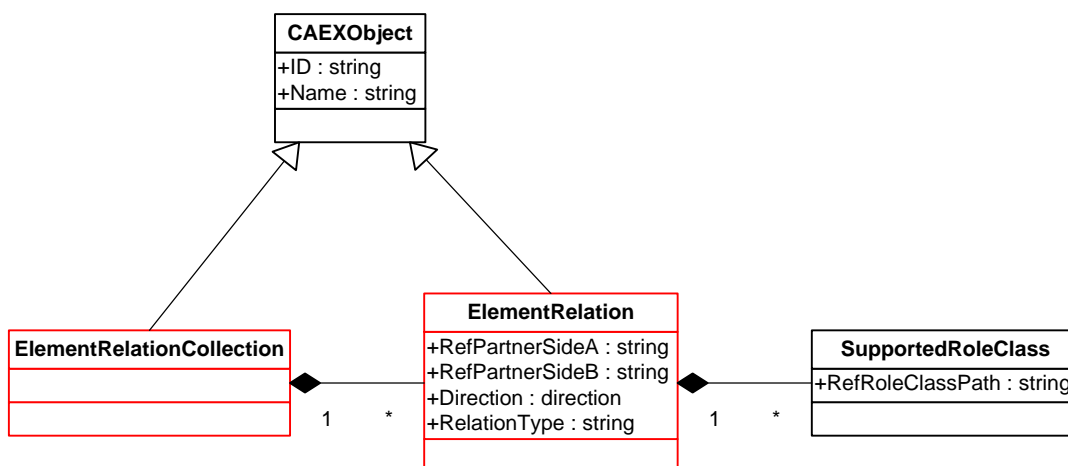 CAEXObject
+ID : string
+Name : string
ElementRelationCollection
ElementRelation
+RefPartnerSideA : string
+RefPartnerSideB : string
+Direction : direction
+RelationType : string
SupportedRoleClass
+RefRoleClassPath : string
1 * 1 *